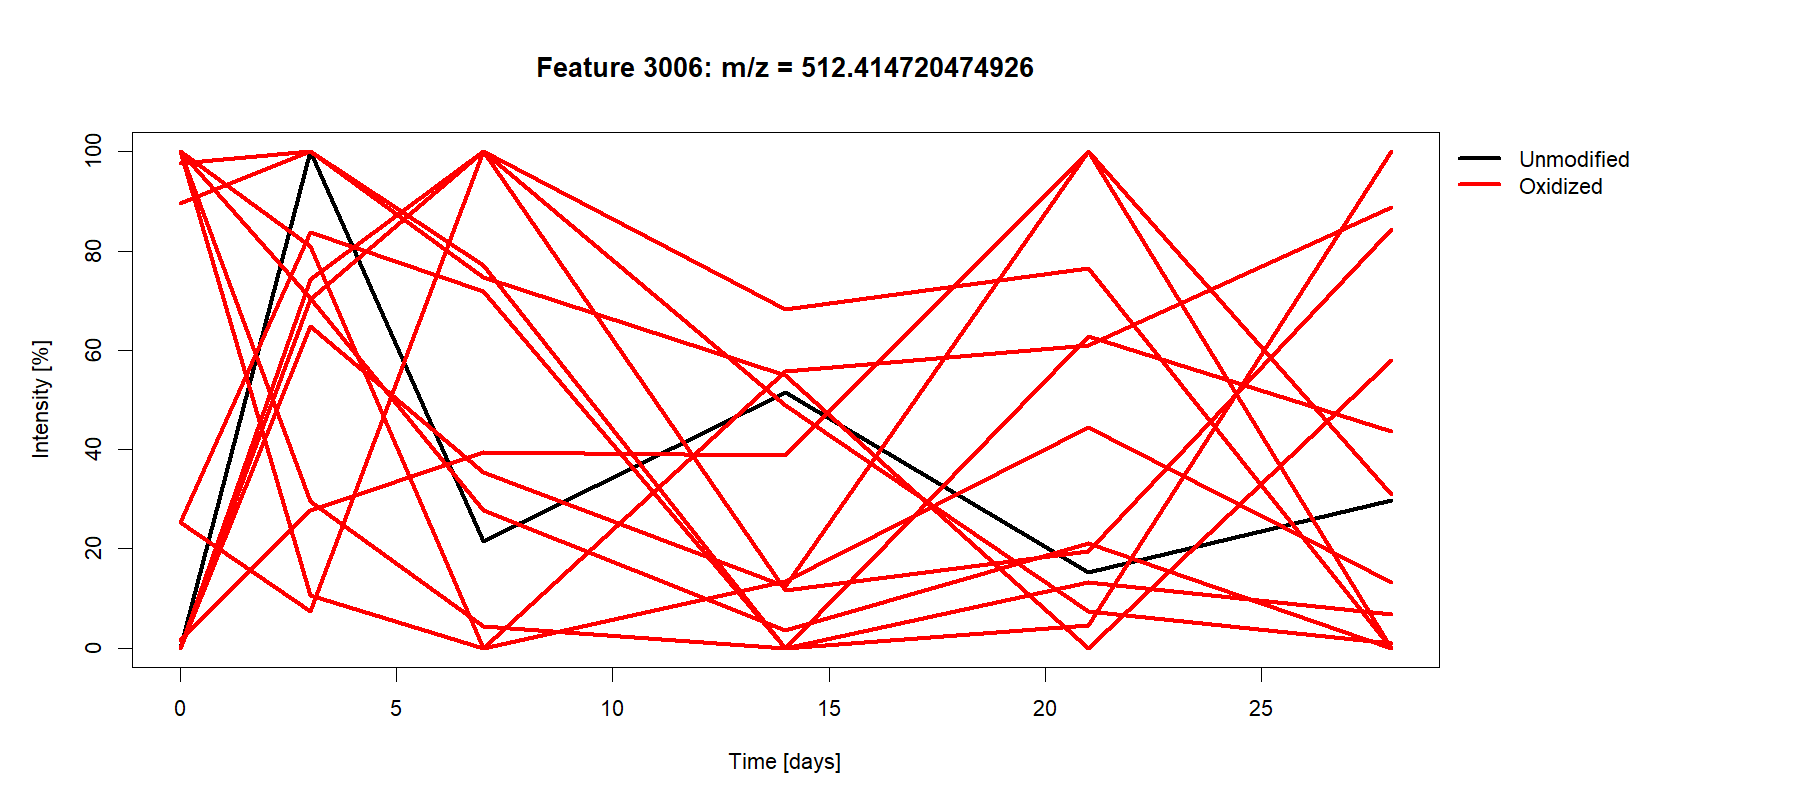 Feature 3006: m/z = 512.414720474926
Unmodified
Oxidized
Intensity [%]
100
80
60
40
20
0
0 5 10 15 20 25
Time [days]